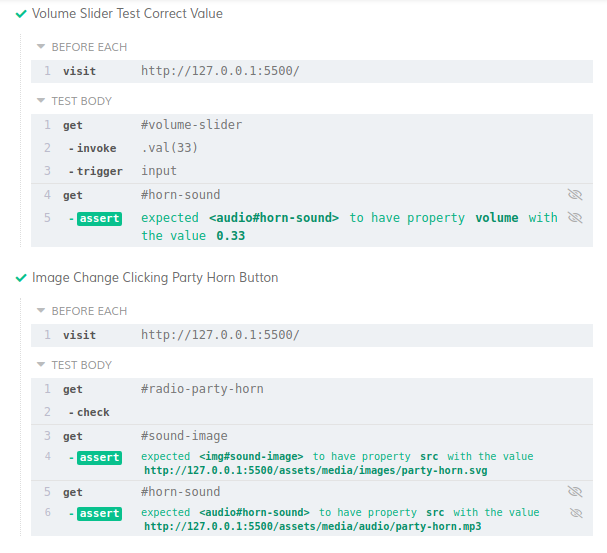 Volume Slider Test Correct Value
BEFORE EACH
1 visit http://127.0.0.1:5500/
TEST BODY
1 get #volume-slider
2 -invoke .val(33)
3 -trigger input
4 get #horn-sound
5 -assert expected <audio#horn-sound> to have property volume with
the value 0.33
Image Change Clicking Party Horn Button
BEFORE EACH
1 visit http://127.0.0.1:5500/
TEST BODY
1 get #radio-party-horn
2 -check
3 get #sound-image
4 -assert expected <img#sound-image> to have property src with the value
http://127.0.0.1:5500/assets/media/images/party-horn.svg
5 get #horn-sound
6 -assert expected <audio#horn-sound> to have property src with the value
http://127.0.0.1:5500/assets/media/audio/party-horn.mp3